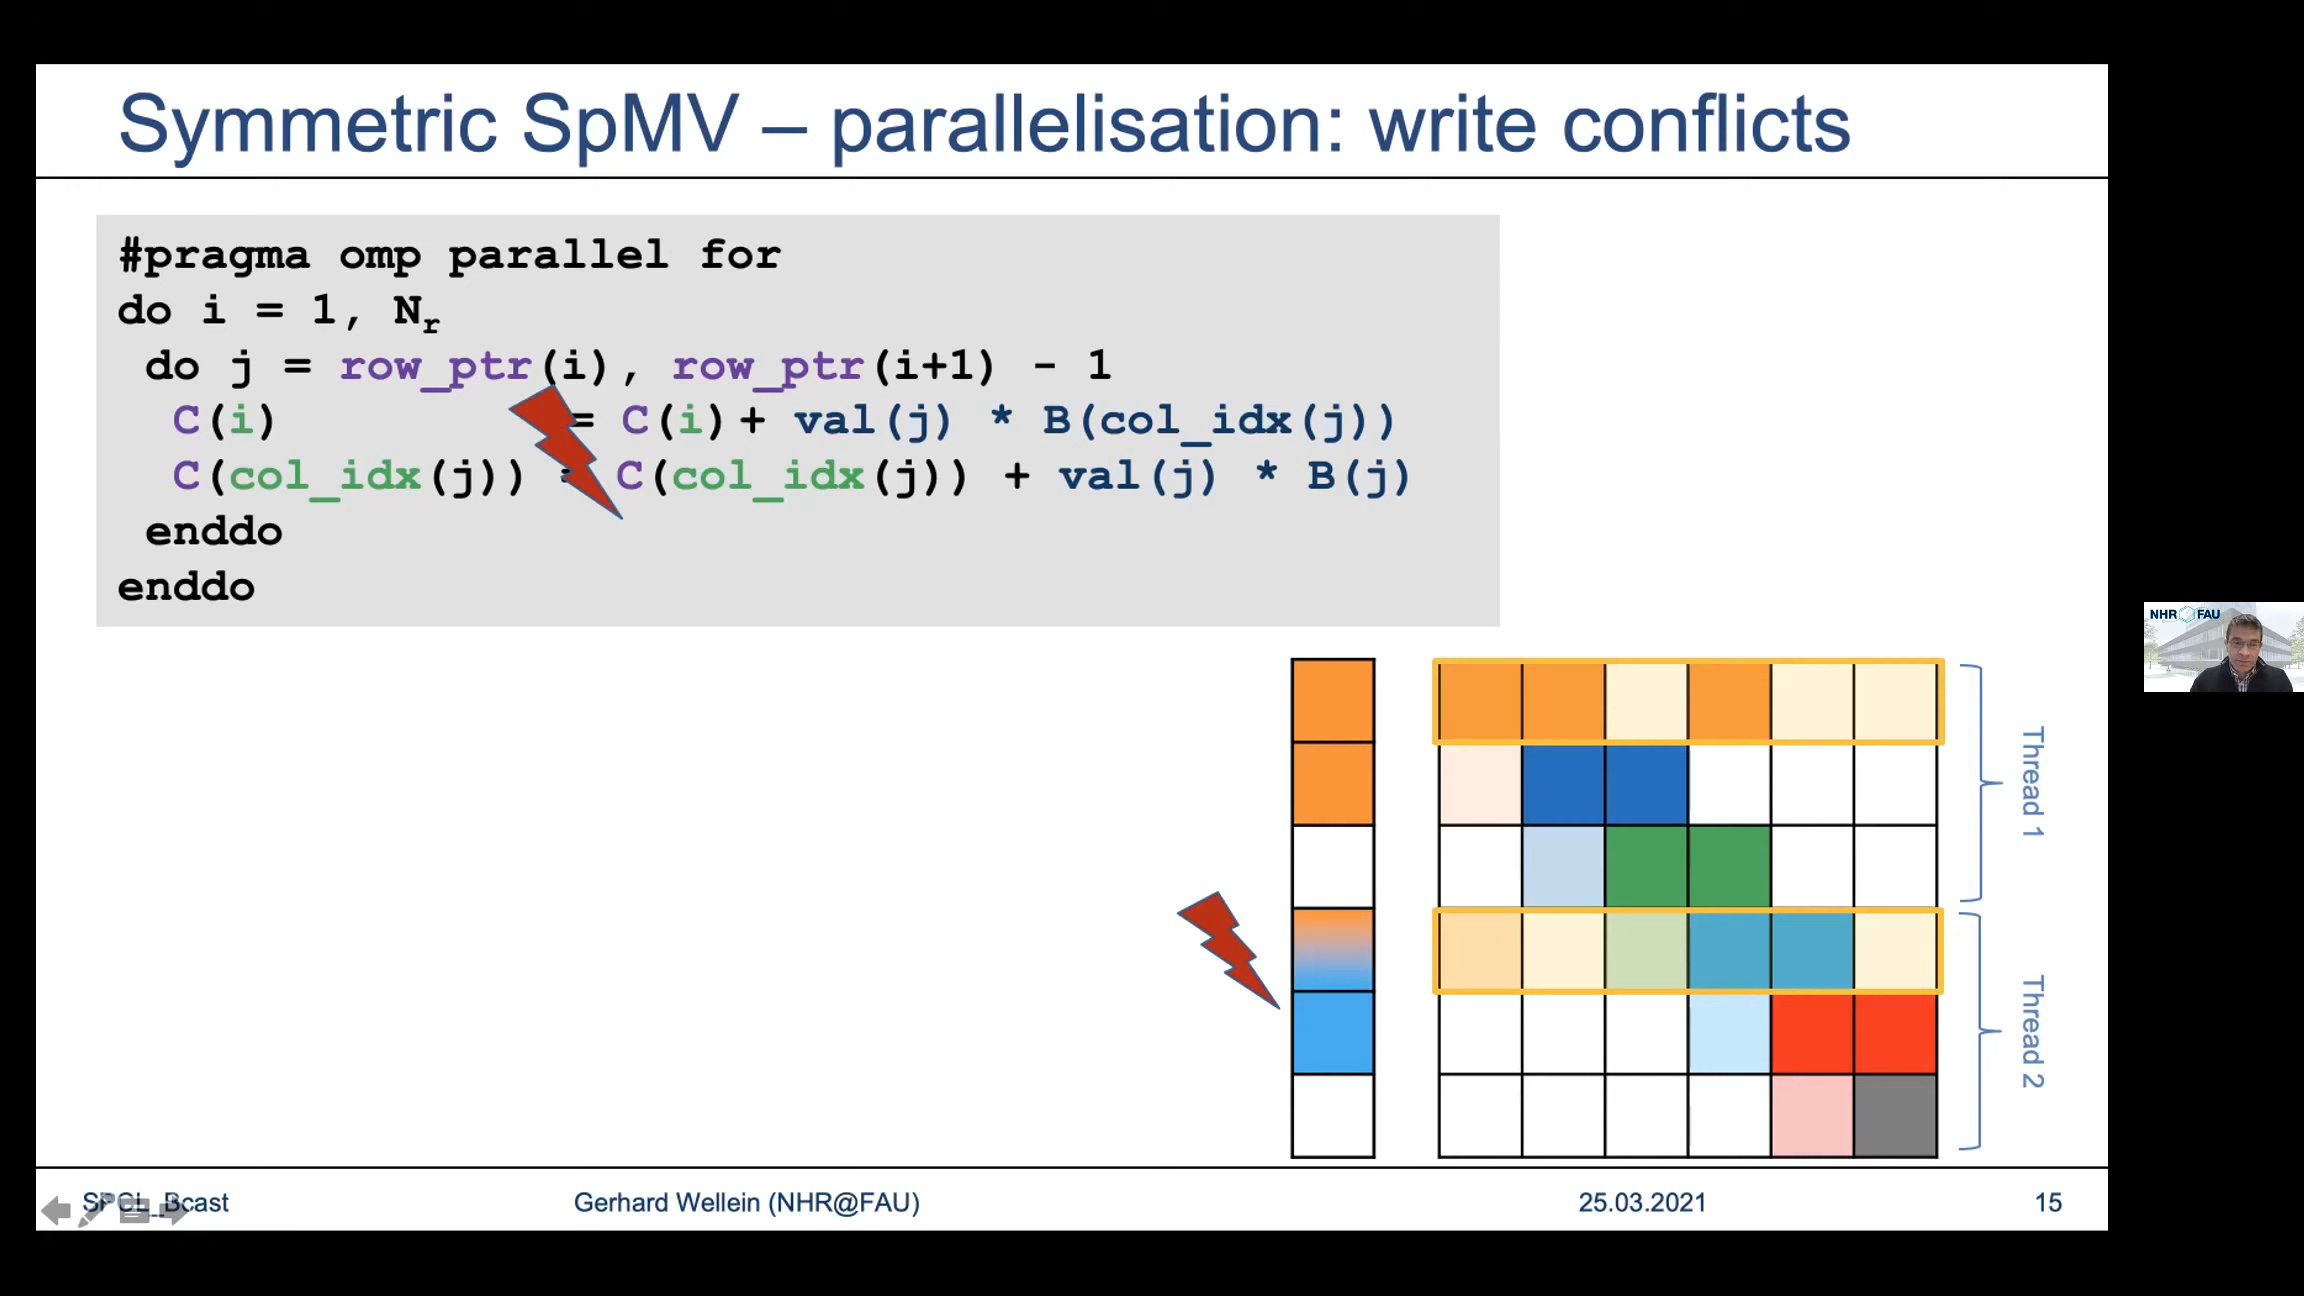 Symmetric SpMV – parallelisation: write conflicts
#pragma omp parallel for
do i = 1, Nr
do j = row_ptr(i), row_ptr(i+1) - 1
C(i) = C(i) + val(j) * B(col_idx(j))
C(col_idx(j)) = C(col_idx(j)) + val(j) * B(j)
enddo
enddo
NHR FAU
Thread 1
Thread 2
SPCL_Bcast
Gerhard Wellein (NHR@FAU)
25.03.2021
15